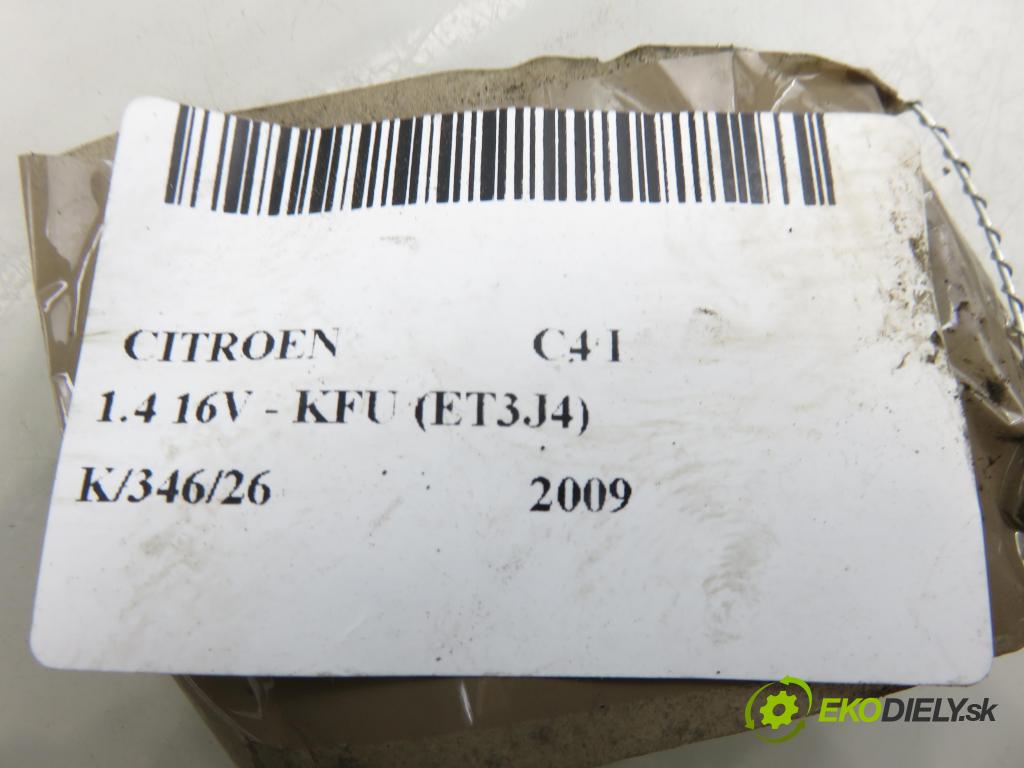 CITROEN C4 I
1.4 16V - KFU (ET3J4)
K/346/26 2009
EKODIELY.sk